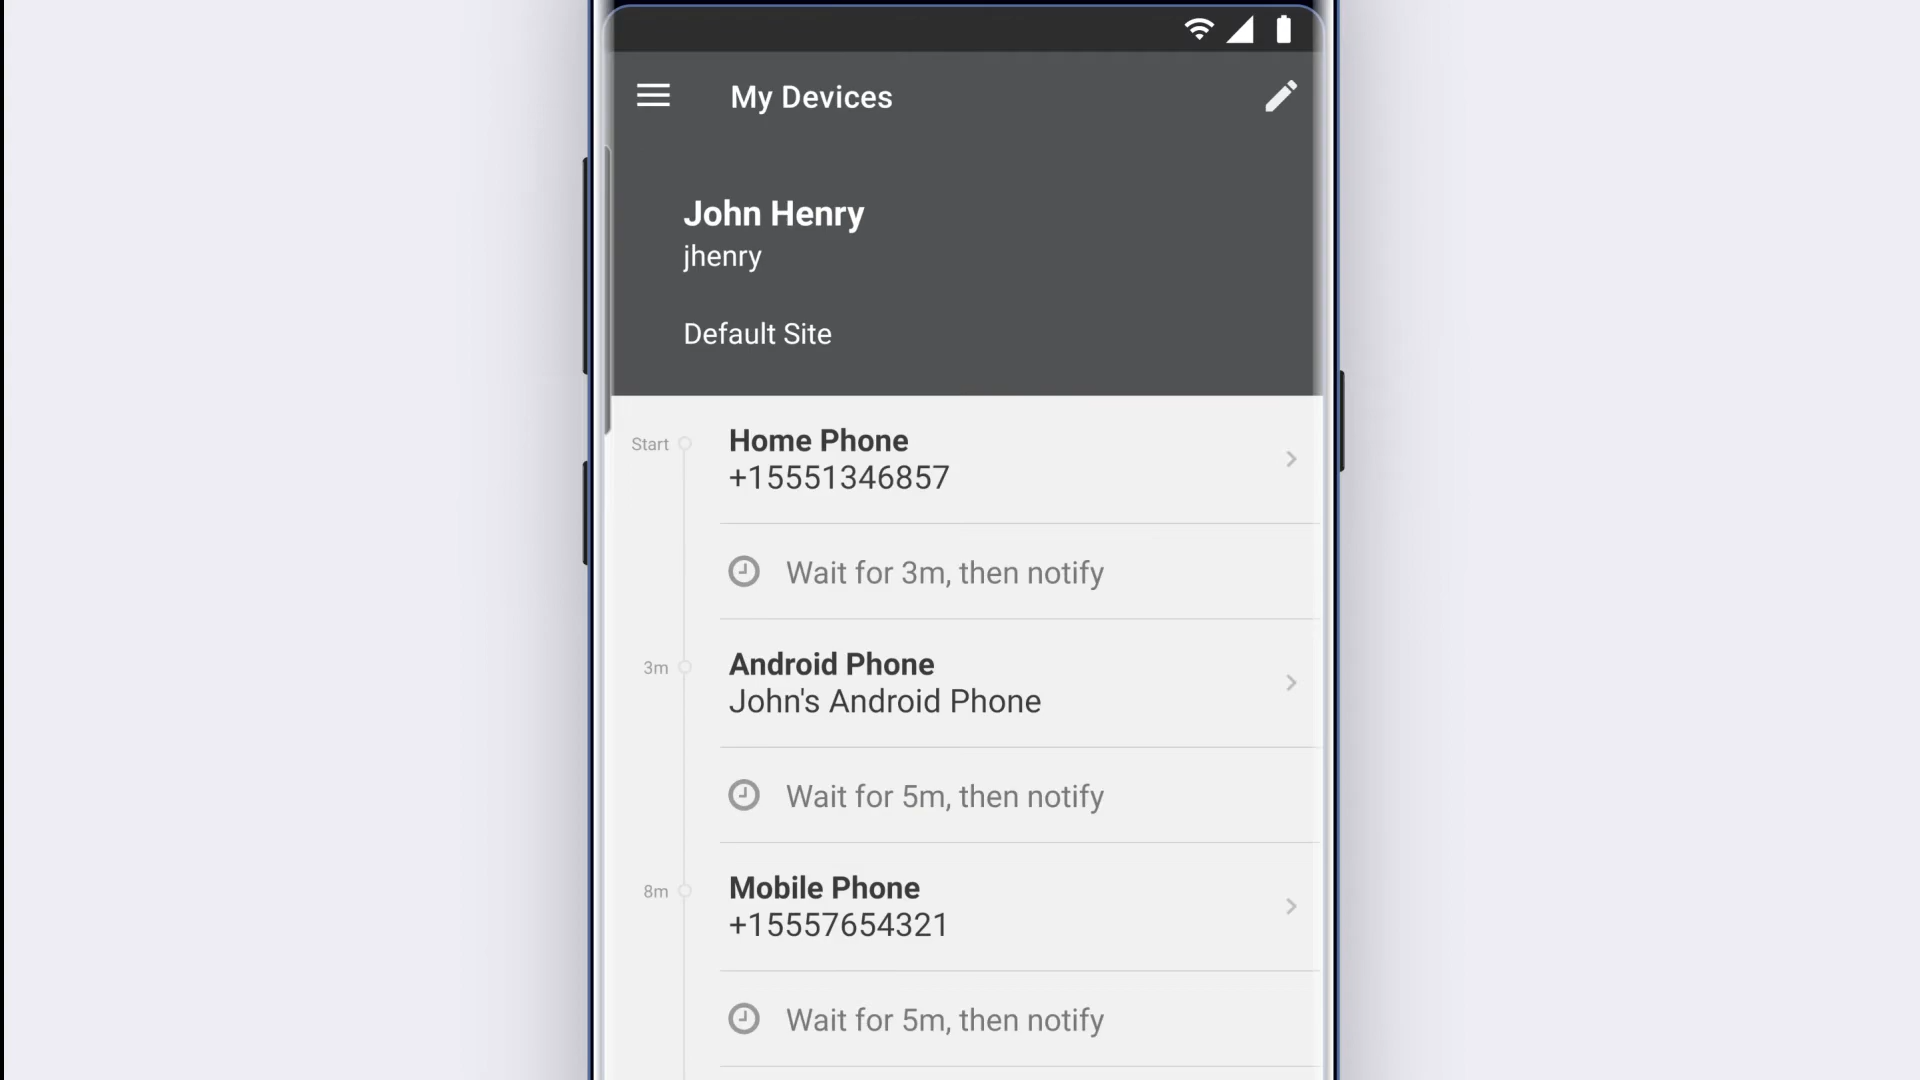 My Devices
John Henry
jhenry
Default Site
Start
Home Phone
+15551346857
Wait for 3m, then notify
3m
Android Phone
John's Android Phone
Wait for 5m, then notify
8m
Mobile Phone
+15557654321
Wait for 5m, then notify